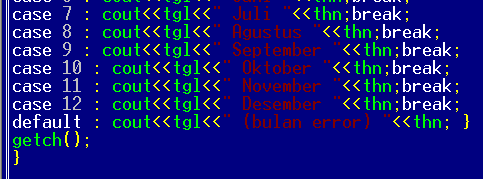 case 7 : cout<<tgl<<" Juli "<<thn;break;
case 8 : cout<<tgl<<" Agustus "<<thn;break;
case 9 : cout<<tgl<<" September "<<thn;break;
case 10 : cout<<tgl<<" Oktober "<<thn;break;
case 11 : cout<<tgl<<" November "<<thn;break;
case 12 : cout<<tgl<<" Desember "<<thn;break;
default : cout<<tgl<<" (bulan error) "<<thn; }
getch();
}